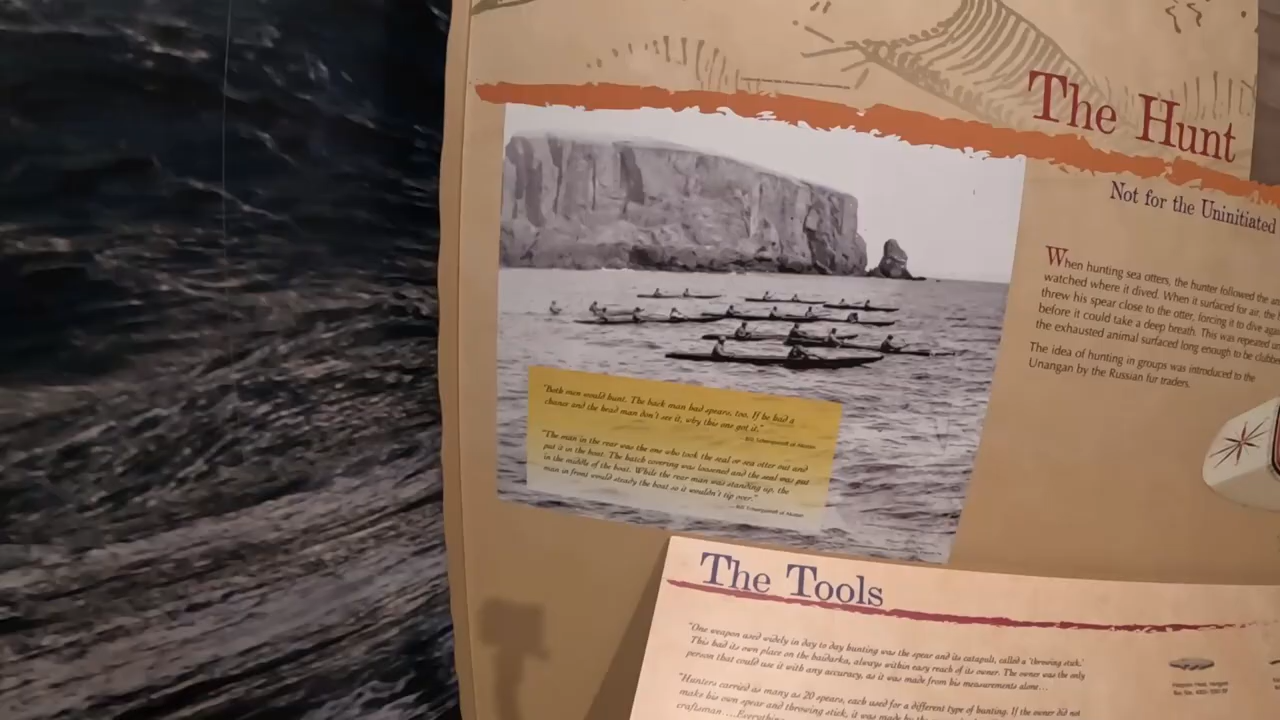 The Hunt
Not for the Uninitiated
When hunting sea otters, the hunter followed the
watched where it dived. When it surfaced for air, the
threw his spear close to the otter, forcing it to dive
before it could take a deep breath. This was repeated
the exhausted animal surfaced long enough to be
The idea of hunting in groups was introduced to the
Unangan by the Russian fur traders.
"Both men would hunt. The back man had spears, too. If he had a
chance and the head man don't see it, why this one got it."
"The man in the rear was the one who took the seal or sea otter out and
put it in the boat. The hatch covering was loosened and the seal was put
in the middle of the boat. While the rear man was standing up, the
man in front would steady the boat so it wouldn't tip over."
The Tools
"One weapon used widely in day to day hunting was the spear and its catapult, called a 'throwing stick.'
This had its own place on the baidarka, always within easy reach of its owner. The owner was the only
person that could use it with any accuracy, as it was made from his measurements alone...
"Hunters carried as many as 20 spears, each used for a different type of hunting. If the owner did not
make his own spear and throwing stick, it was made by the
craftsman ....Everything